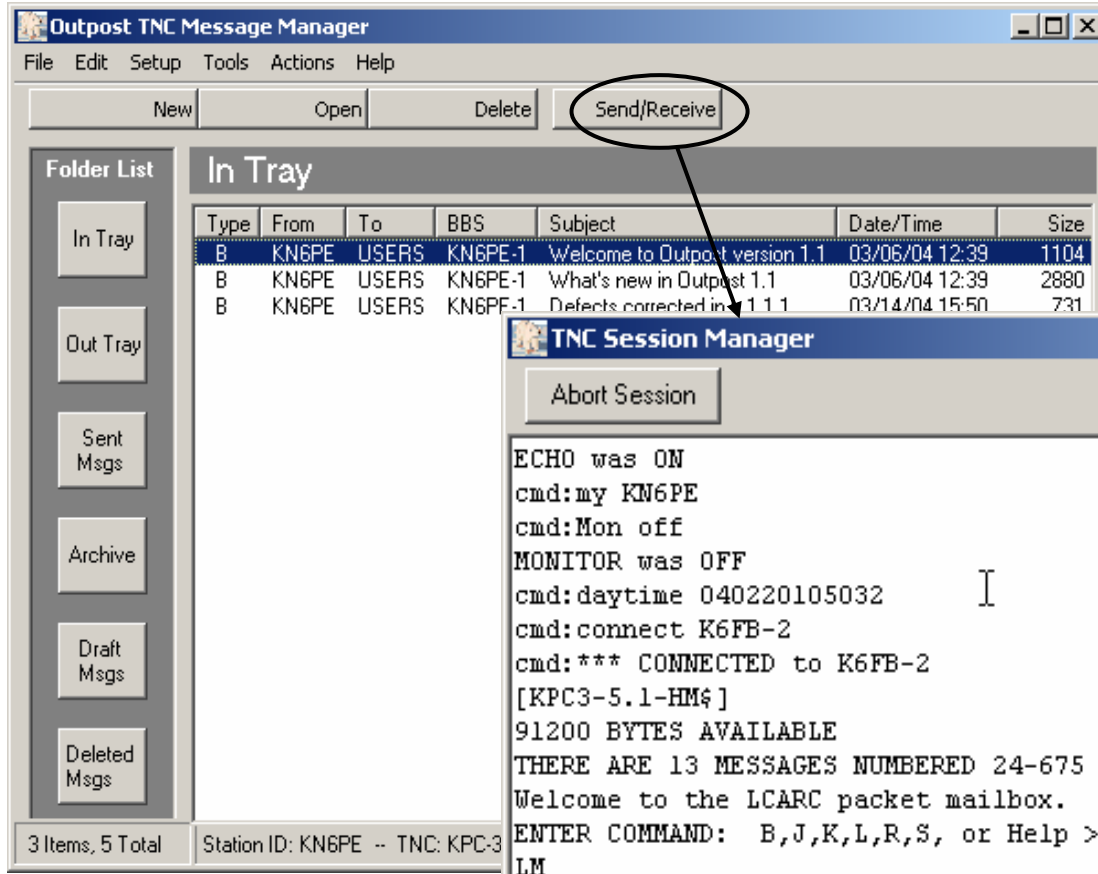 Outpost TNC Message Manager
File Edit Setup Tools Actions Help
New Open Delete Send/Receive
Folder List
In Tray
Out Tray
Sent
Msgs
Archive
Draft
Msgs
Deleted
Msgs
In Tray
Type From To BBS Subject Date/Time Size
B KN6PE USERS KN6PE-1 Welcome to Outpost version 1.1 03/06/04 12:39 1104
B KN6PE USERS KN6PE-1 What's new in Outpost 1.1 03/06/04 12:39 2880
B KN6PE USERS KN6PE-1 Defects corrected in 1.1.1 03/14/04 15:50 731
TNC Session Manager
Abort Session
ECHO was ON
cmd:my KN6PE
cmd:Mon off
MONITOR was OFF
cmd:daytime 040220105032
cmd:connect K6FB-2
cmd:*** CONNECTED to K6FB-2
[KPC3-5.1-HM$]
91200 BYTES AVAILABLE
THERE ARE 13 MESSAGES NUMBERED 24-675
Welcome to the LCARC packet mailbox.
ENTER COMMAND: B,J,K,L,R,S, or Help >
LM
3 Items, 5 Total
Station ID: KN6PE -- TNC: KPC-3